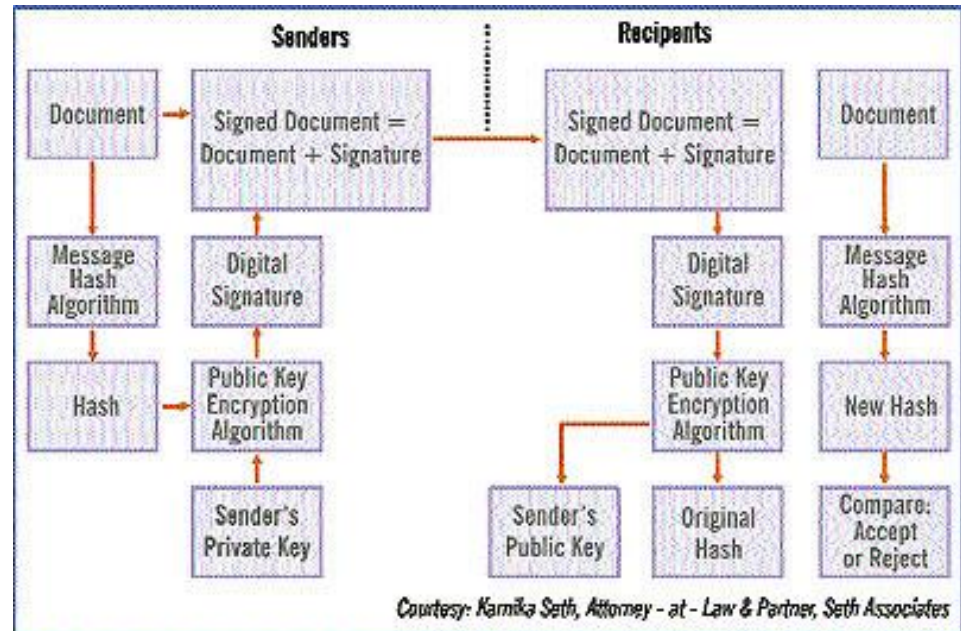 Senders
Recipents
Document
Signed Document =
Document + Signature
Signed Document =
Document + Signature
Document
Message
Hash
Algorithm
Digital
Signature
Digital
Signature
Message
Hash
Algorithm
Hash
Public Key
Encryption
Algorithm
Public Key
Encryption
Algorithm
New Hash
Sender's
Private Key
Sender's
Public Key
Original
Hash
Compare:
Accept
or Reject
Courtesy: Karnika Seth, Attorney - at - Law & Partner, Seth Associates